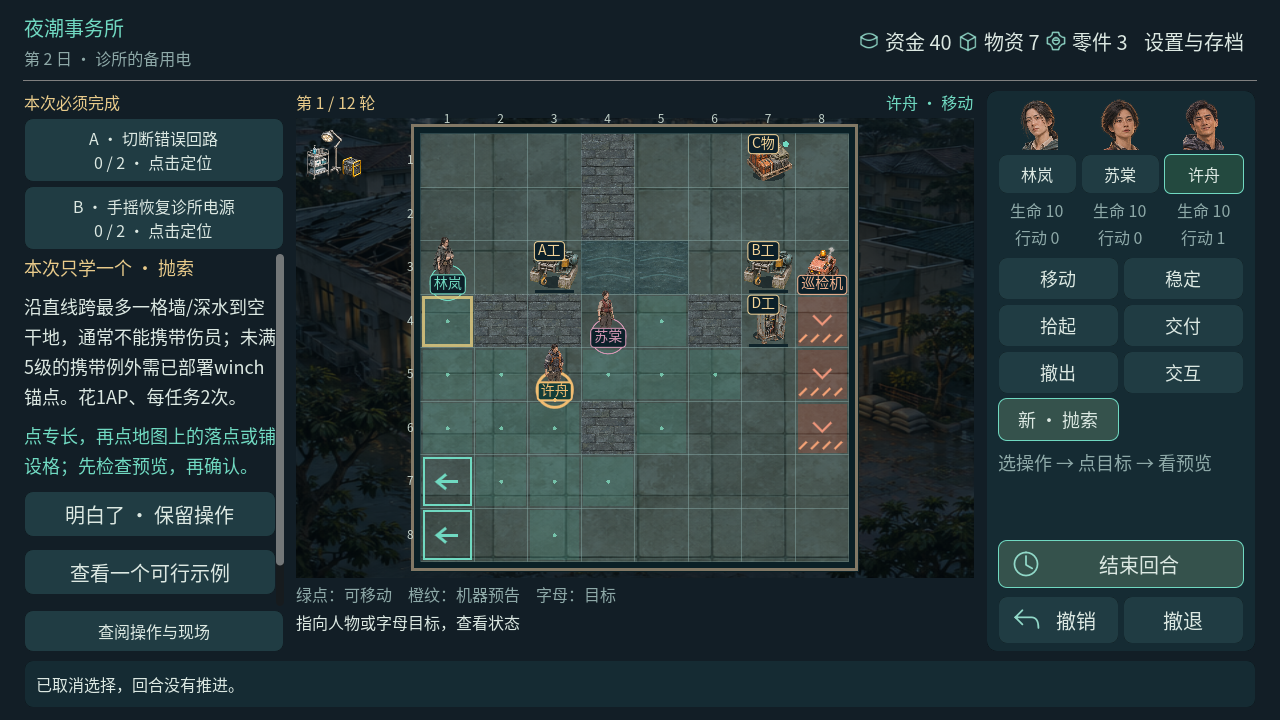 夜潮事务所
第 2 日 · 诊所的备用电
资金 40 物资 7 零件 3 设置与存档
本次必须完成
A · 切断错误回路
0 / 2 · 点击定位
B · 手摇恢复诊所电源
0 / 2 · 点击定位
本次只学一个 · 抛索
沿直线跨最多一格墙/深水到空
干地，通常不能携带伤员；未满
5级的携带例外需已部署winch
锚点。花1AP、每任务2次。
点专长，再点地图上的落点或铺
设格；先检查预览，再确认。
明白了 · 保留操作
查看一个可行示例
查阅操作与现场
第 1 / 12 轮
许舟 · 移动
1 2 3 4 5 6 7 8
1
2
3
4
5
6
7
8
C物
A工
B工
林岚
巡检机
D工
苏棠
许舟
绿点：可移动 橙纹：机器预告 字母：目标
指向人物或字母目标，查看状态
林岚 苏棠 许舟
生命 10 生命 10 生命 10
行动 0 行动 0 行动 1
移动 稳定
拾起 交付
撤出 交互
新 · 抛索
选操作 → 点目标 → 看预览
结束回合
撤销 撤退
已取消选择，回合没有推进。